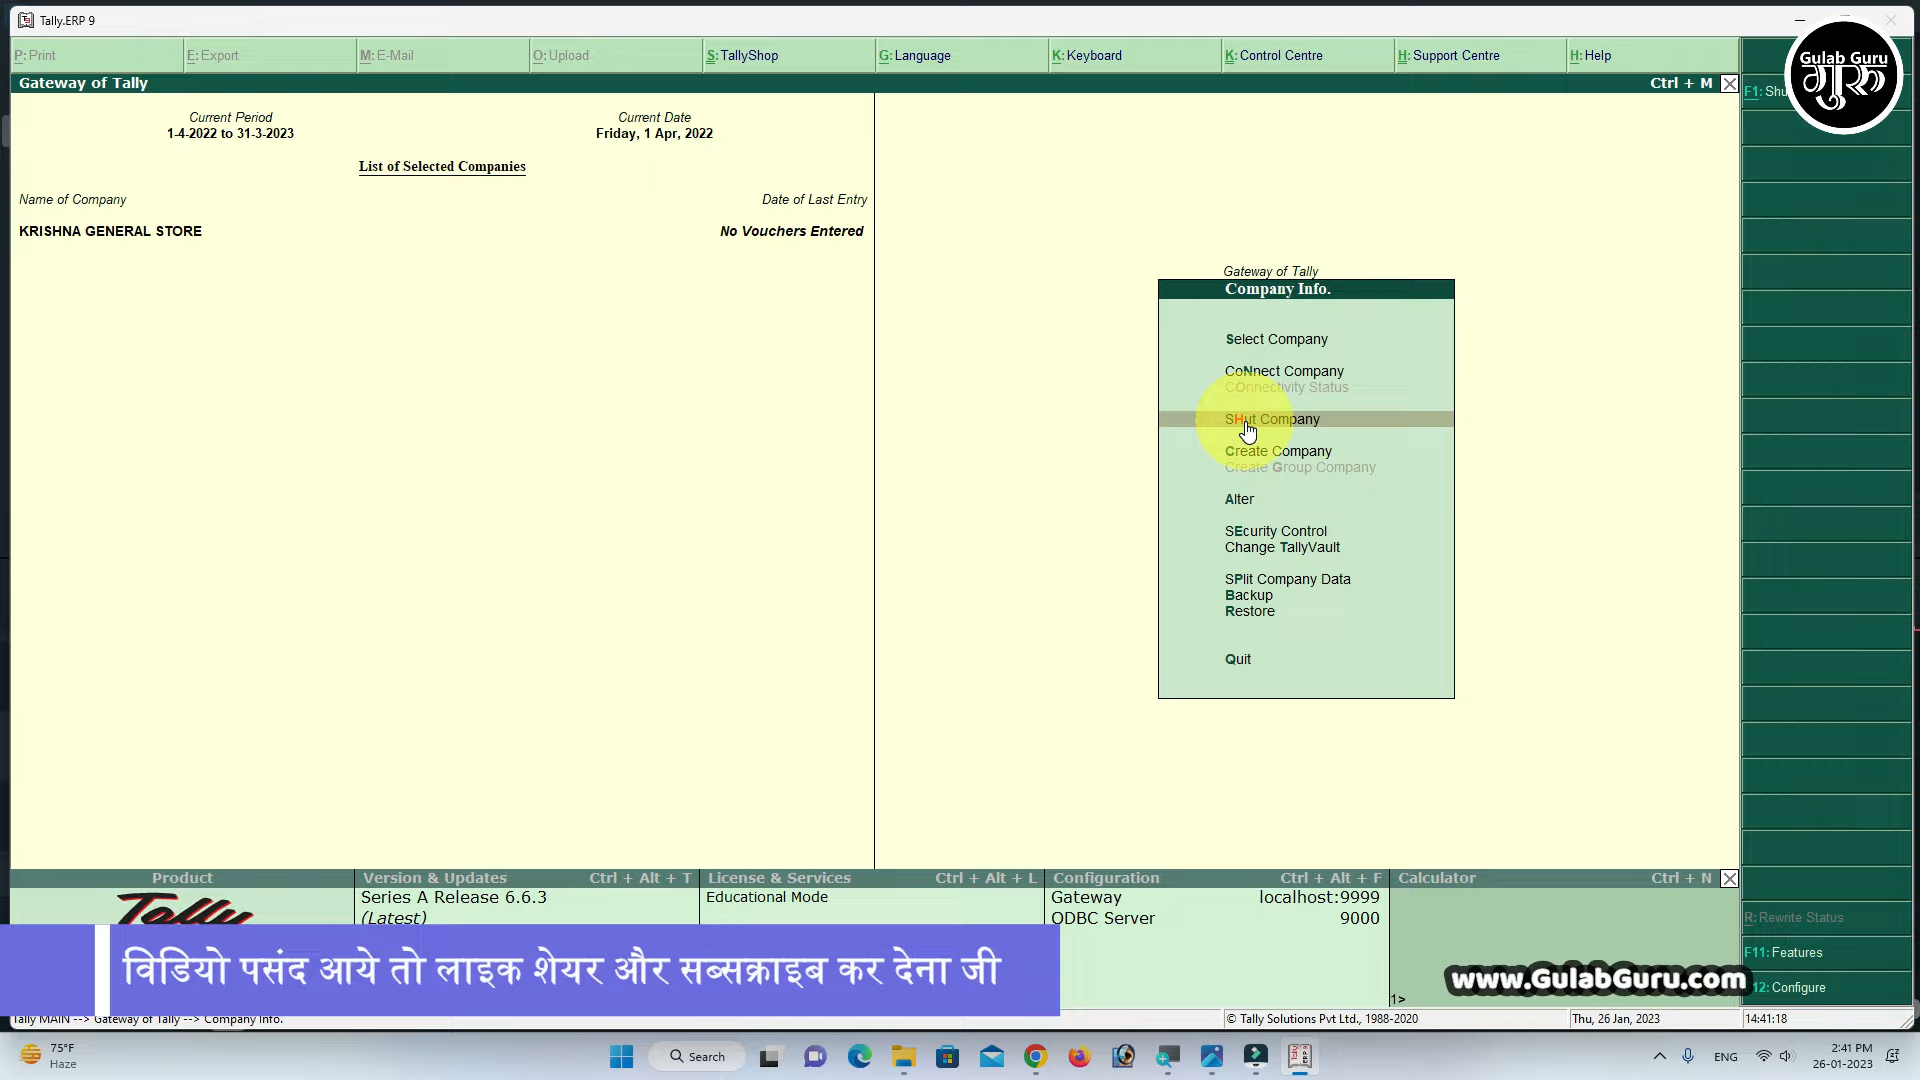 Tally.ERP 9
P: Print
E: Export
M: E-Mail
O: Upload
S: TallyShop
G: Language
K: Keyboard
K: Control Centre
H: Support Centre
H: Help
Gulab Guru
गुरु
Gateway of Tally
Ctrl + M
F1: Shu
Current Period
1-4-2022 to 31-3-2023
Current Date
Friday, 1 Apr, 2022
List of Selected Companies
Name of Company
Date of Last Entry
KRISHNA GENERAL STORE
No Vouchers Entered
Gateway of Tally
Company Info.
Select Company
CoNnect Company
COnnectivity Status
SHut Company
Create Company
Create Group Company
Alter
SEcurity Control
Change TallyVault
SPlit Company Data
Backup
Restore
Quit
Product
Version & Updates
Ctrl + Alt + T
License & Services
Ctrl + Alt + L
Configuration
Ctrl + Alt + F
Calculator
Ctrl + N
Tally
Series A Release 6.6.3
(Latest)
Educational Mode
Gateway
localhost:9999
ODBC Server
9000
R: Rewrite Status
F11: Features
12: Configure
विडियो पसंद आये तो लाइक शेयर और सब्सक्राइब कर देना जी
www.GulabGuru.com
1>
Tally MAIN --> Gateway of Tally --> Company Info.
© Tally Solutions Pvt Ltd., 1988-2020
Thu, 26 Jan, 2023
14:41:18
75°F
Haze
Search
ENG
2:41 PM
26-01-2023